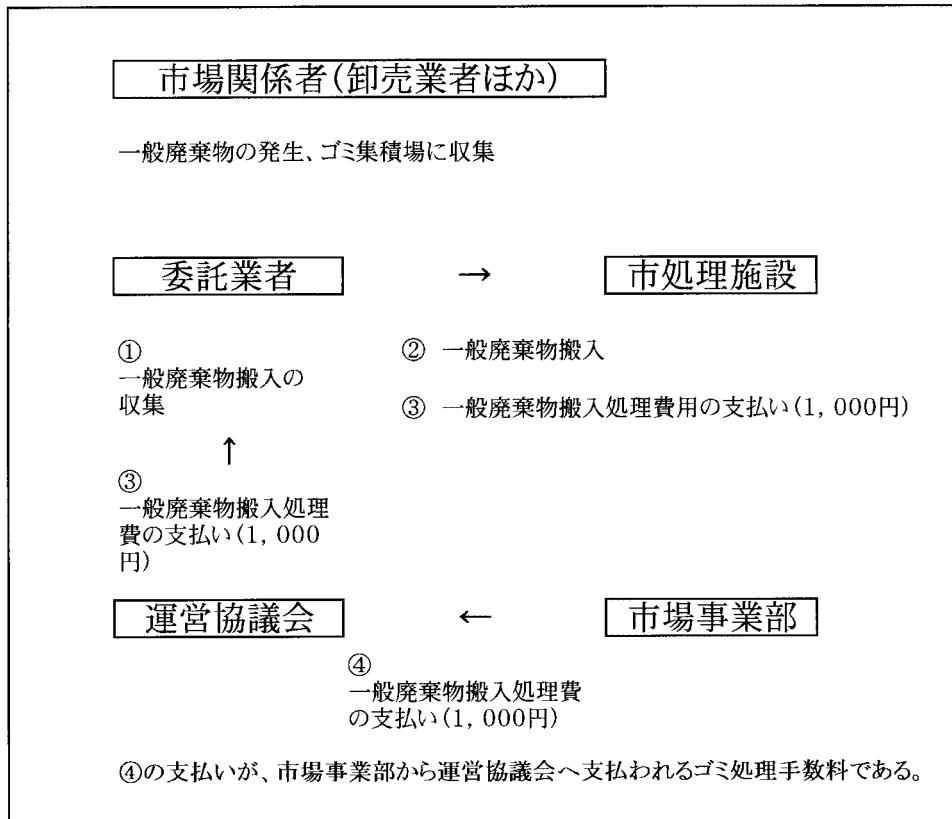 市場関係者(卸売業者ほか)
一般廃棄物の発生、ゴミ集積場に収集
委託業者 → 市処理施設
①
一般廃棄物搬入の
収集
② 一般廃棄物搬入
③ 一般廃棄物搬入処理費用の支払い(1,000円)
↑
③
一般廃棄物搬入処理
費の支払い(1,000
円)
運営協議会 ← 市場事業部
④
一般廃棄物搬入処理費
の支払い(1,000円)
④の支払いが、市場事業部から運営協議会へ支払われるゴミ処理手数料である。